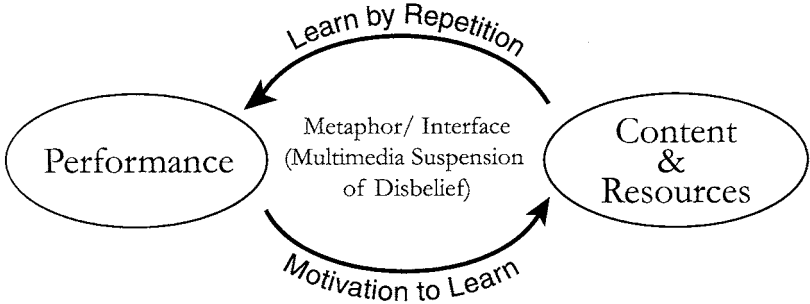 Learn by Repetition
Performance
Metaphor/ Interface
(Multimedia Suspension
of Disbelief)
Content
&
Resources
Motivation to Learn